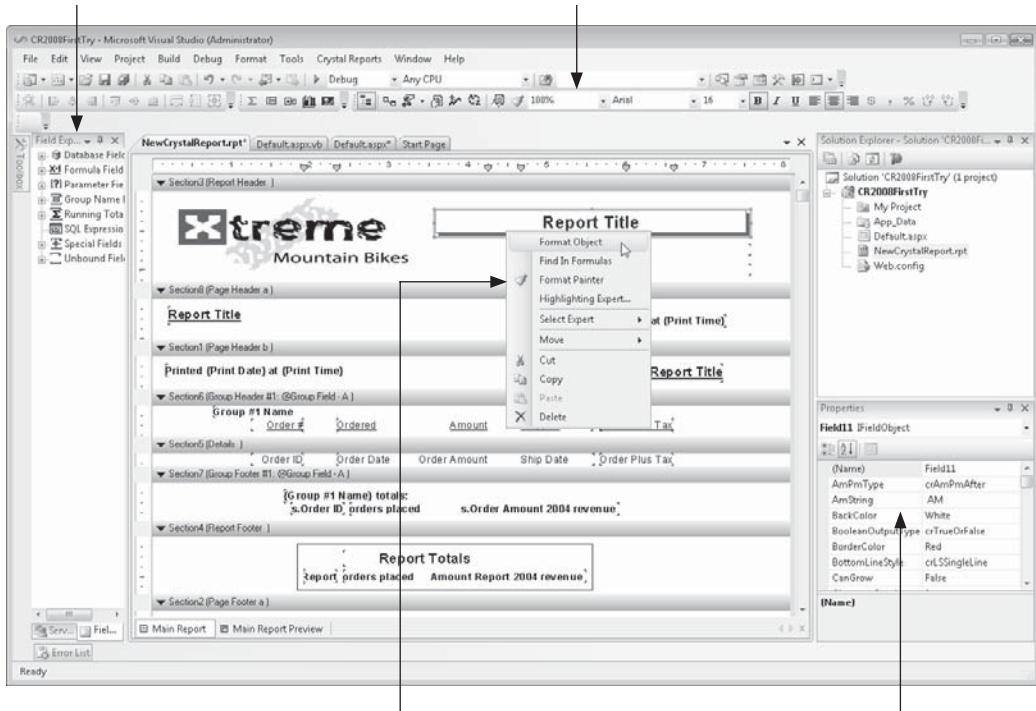 CR2008FirstTry - Microsoft Visual Studio (Administrator)
File Edit View Project Build Debug Format Tools Crystal Reports Window Help
Debug Any CPU
100% Arial 16 B I U
Toolbox
Field Exp...
Database Field
Formula Field
Parameter Fie
Group Name F
Running Tota
SQL Expressio
Special Fields
Unbound Field
Serv... Fiel...
NewCrystalReport.rpt* Default.aspx.vb Default.aspx* Start Page
Section3 (Report Header )
Xtreme
Mountain Bikes
Report Title
Format Object
Find In Formulas
Format Painter
Highlighting Expert...
Select Expert
Move
Cut
Copy
Paste
Delete
Section8 (Page Header a )
Report Title
at (Print Time)
Section1 (Page Header b )
Printed (Print Date) at (Print Time)
Report Title
Section6 (Group Header #1: @Group Field - A )
Group #1 Name
Order # Ordered Amount Tax
Section5 (Details )
Order ID Order Date Order Amount Ship Date Order Plus Tax
Section7 (Group Footer #1: @Group Field - A )
(Group #1 Name) totals:
s.Order ID orders placed s.Order Amount 2004 revenue
Section4 (Report Footer )
Report Totals
Report orders placed Amount Report 2004 revenue
Section2 (Page Footer a )
Main Report Main Report Preview
Solution Explorer - Solution 'CR2008Fi...
Solution 'CR2008FirstTry' (1 project)
CR2008FirstTry
My Project
App_Data
Default.aspx
NewCrystalReport.rpt
Web.config
Properties
Field11 IFieldObject
(Name) Field11
AmPmType crAmPmAfter
AmString AM
BackColor White
BooleanOutputType crTrueOrFalse
BorderColor Red
BottomLineStyle crLSSingleLine
CanGrow False
(Name)
Error List
Ready